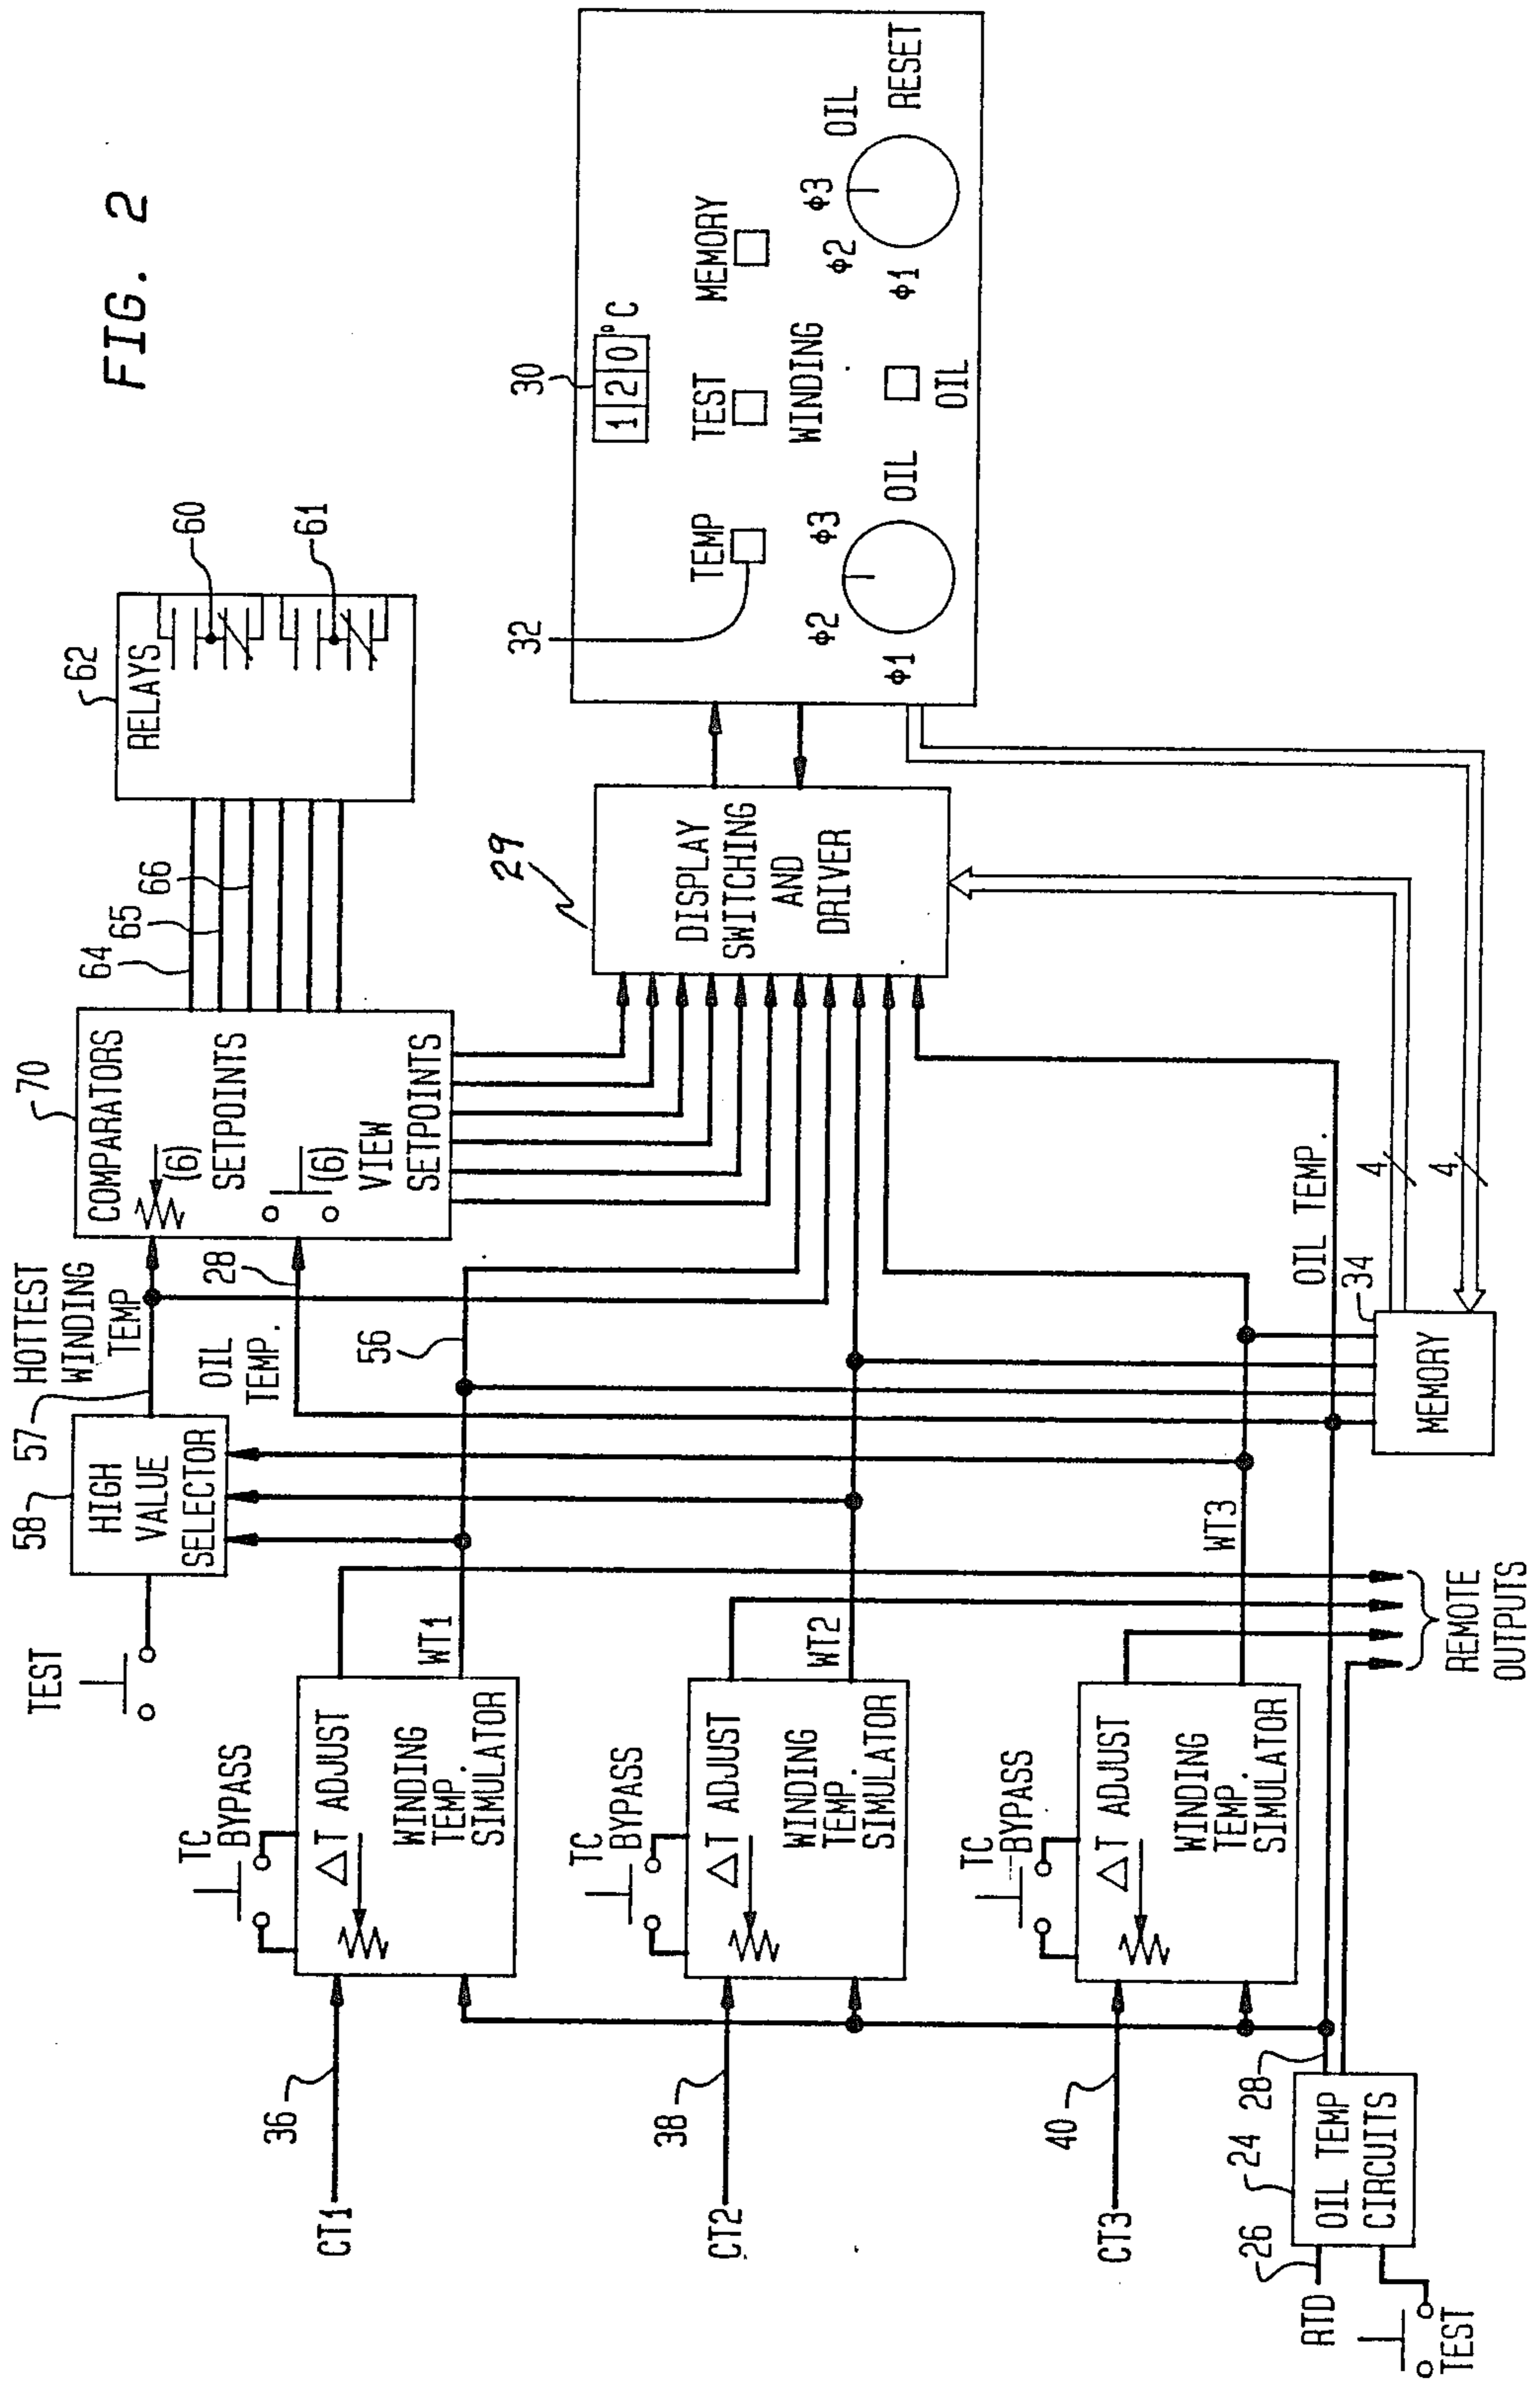 FIG. 2
TEST
58
HIGH
VALUE
SELECTOR
57
HOTTEST
WINDING
TEMP
OIL
TEMP.
28
70
COMPARATORS
(6)
SETPOINTS
(6)
VIEW
SETPOINTS
64
65
66
62
RELAYS
60
61
CT1
36
TC
BYPASS
ΔT ADJUST
WINDING
TEMP.
SIMULATOR
WT1
56
CT2
38
TC
BYPASS
ΔT ADJUST
WINDING
TEMP.
SIMULATOR
WT2
CT3
40
TC
BYPASS
ΔT ADJUST
WINDING
TEMP.
SIMULATOR
WT3
29
DISPLAY
SWITCHING
AND
DRIVER
30
120°C
32
TEMP
TEST
MEMORY
WINDING
ϕ1
ϕ2
ϕ3
OIL
OIL
ϕ1
ϕ2
ϕ3
OIL
RESET
RTD
26
24
28
OIL TEMP
CIRCUITS
TEST
REMOTE
OUTPUTS
OIL TEMP.
34
MEMORY
4
4